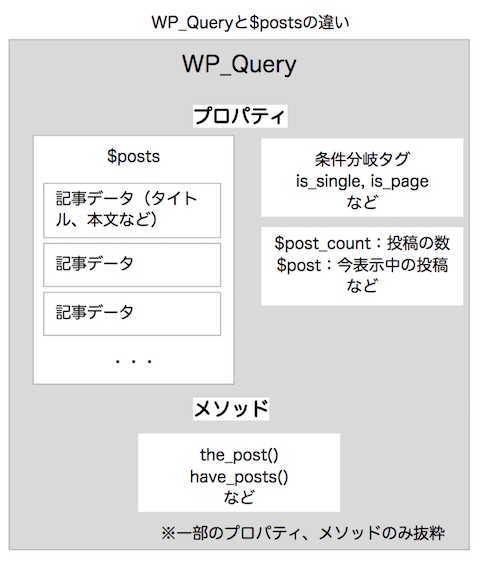 WP_Queryと$postsの違い
WP_Query
プロパティ
$posts
記事データ（タイト
ル、本文など）
記事データ
記事データ
・・・
条件分岐タグ
is_single, is_page
など
$post_count：投稿の数
$post：今表示中の投稿
など
メソッド
the_post()
have_posts()
など
※一部のプロパティ、メソッドのみ抜粋